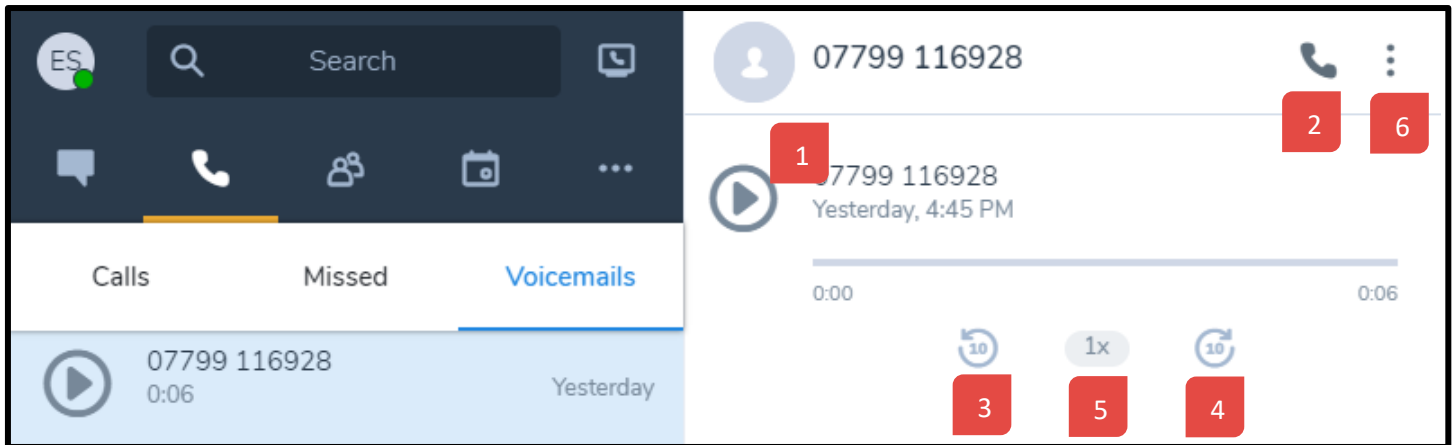 ES
Search
Calls
Missed
Voicemails
07799 116928
0:06
Yesterday
07799 116928
2
6
1
07799 116928
Yesterday, 4:45 PM
0:00
0:06
10
1x
10
3
5
4